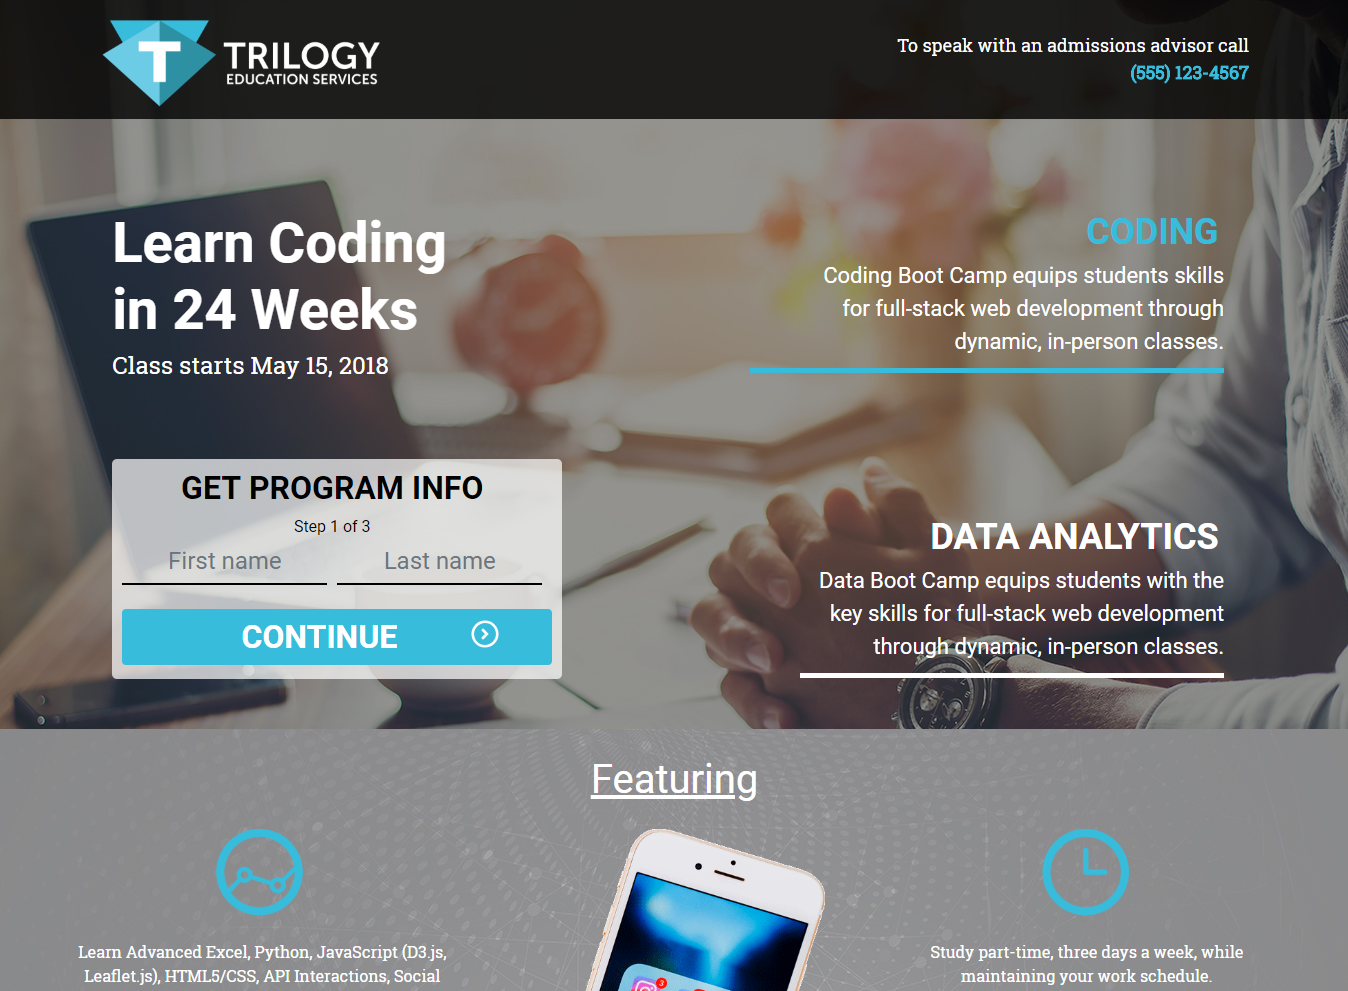 TRILOGY
EDUCATION SERVICES
To speak with an admissions advisor call
(555) 123-4567
Learn Coding
in 24 Weeks
Class starts May 15, 2018
GET PROGRAM INFO
Step 1 of 3
First name
Last name
CONTINUE
CODING
Coding Boot Camp equips students skills
for full-stack web development through
dynamic, in-person classes.
DATA ANALYTICS
Data Boot Camp equips students with the
key skills for full-stack web development
through dynamic, in-person classes.
Featuring
Learn Advanced Excel, Python, JavaScript (D3.js,
Leaflet.js), HTML5/CSS, API Interactions, Social
3
3
Study part-time, three days a week, while
maintaining your work schedule.